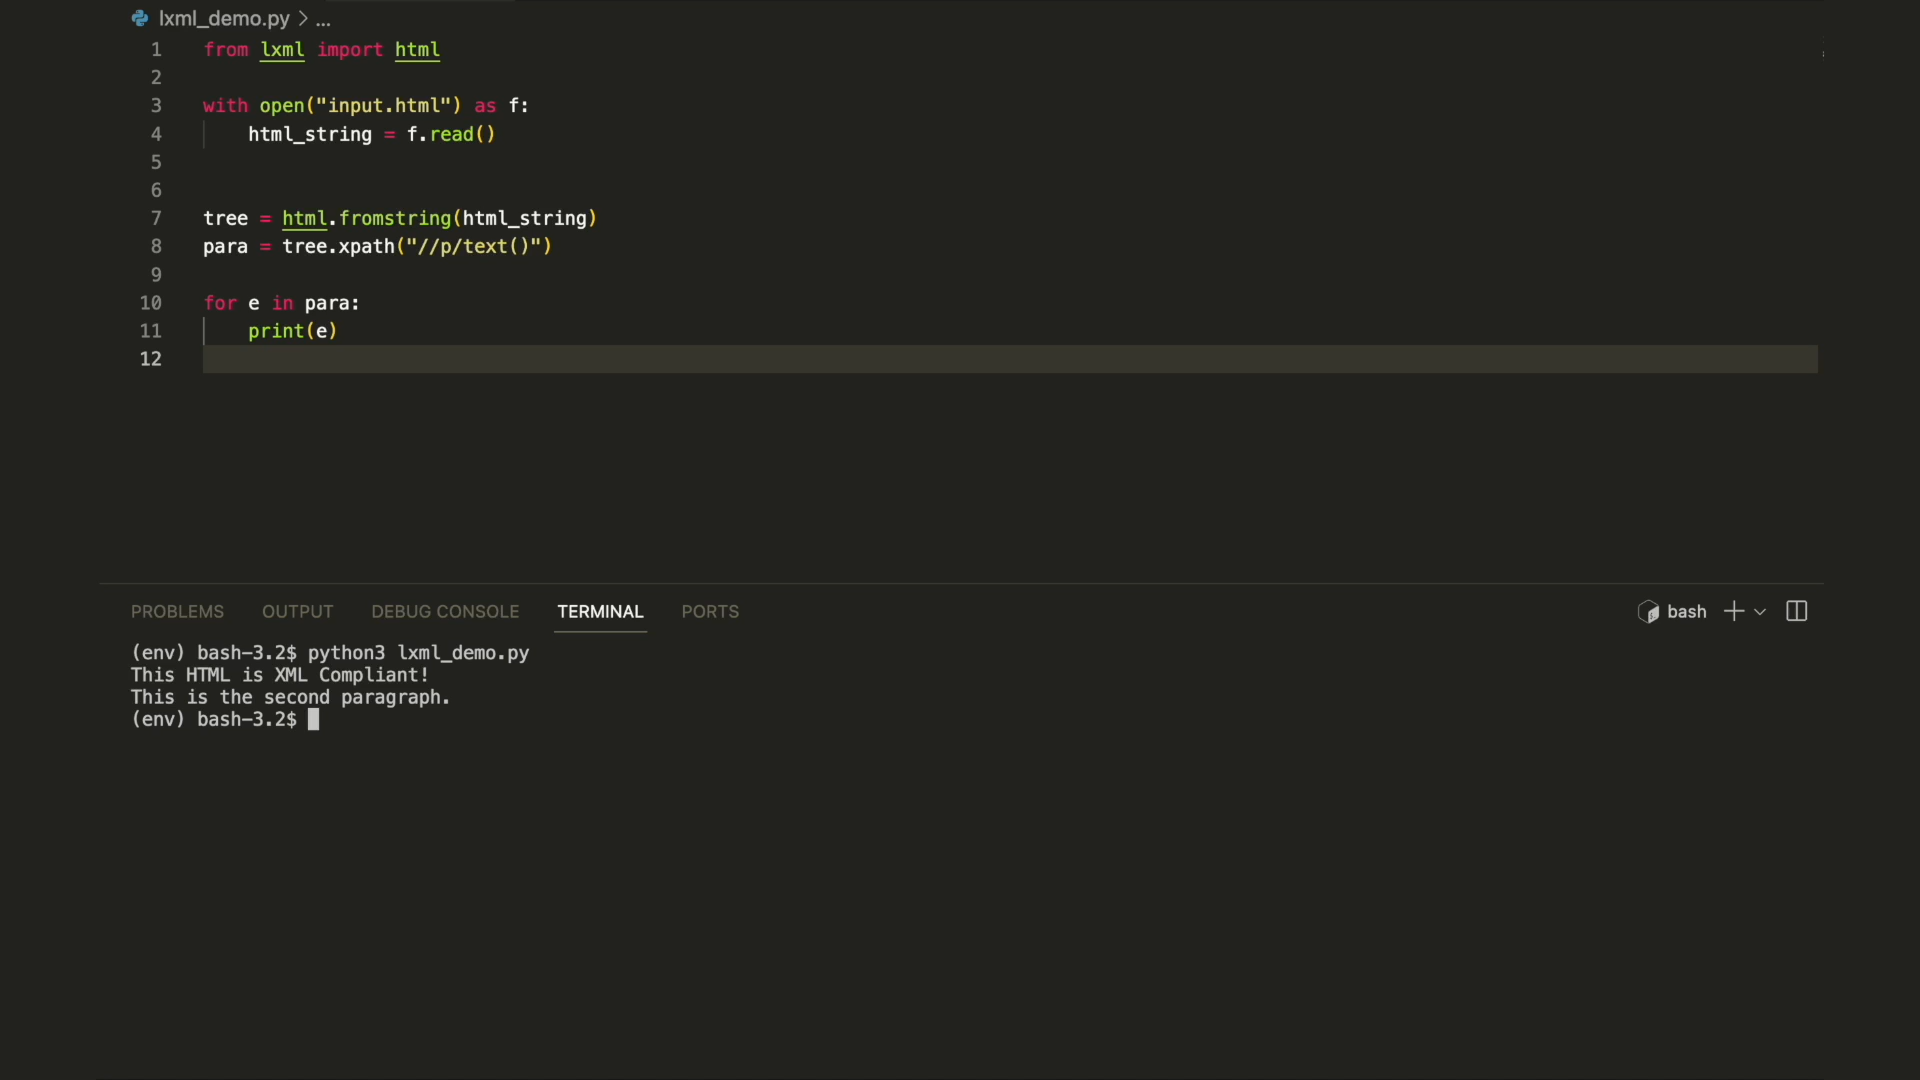 lxml_demo.py > ...
1 from lxml import html
2
3 with open("input.html") as f:
4     html_string = f.read()
5
6
7 tree = html.fromstring(html_string)
8 para = tree.xpath("//p/text()")
9
10 for e in para:
11     print(e)
12
PROBLEMS OUTPUT DEBUG CONSOLE TERMINAL PORTS bash
(env) bash-3.2$ python3 lxml_demo.py
This HTML is XML Compliant!
This is the second paragraph.
(env) bash-3.2$